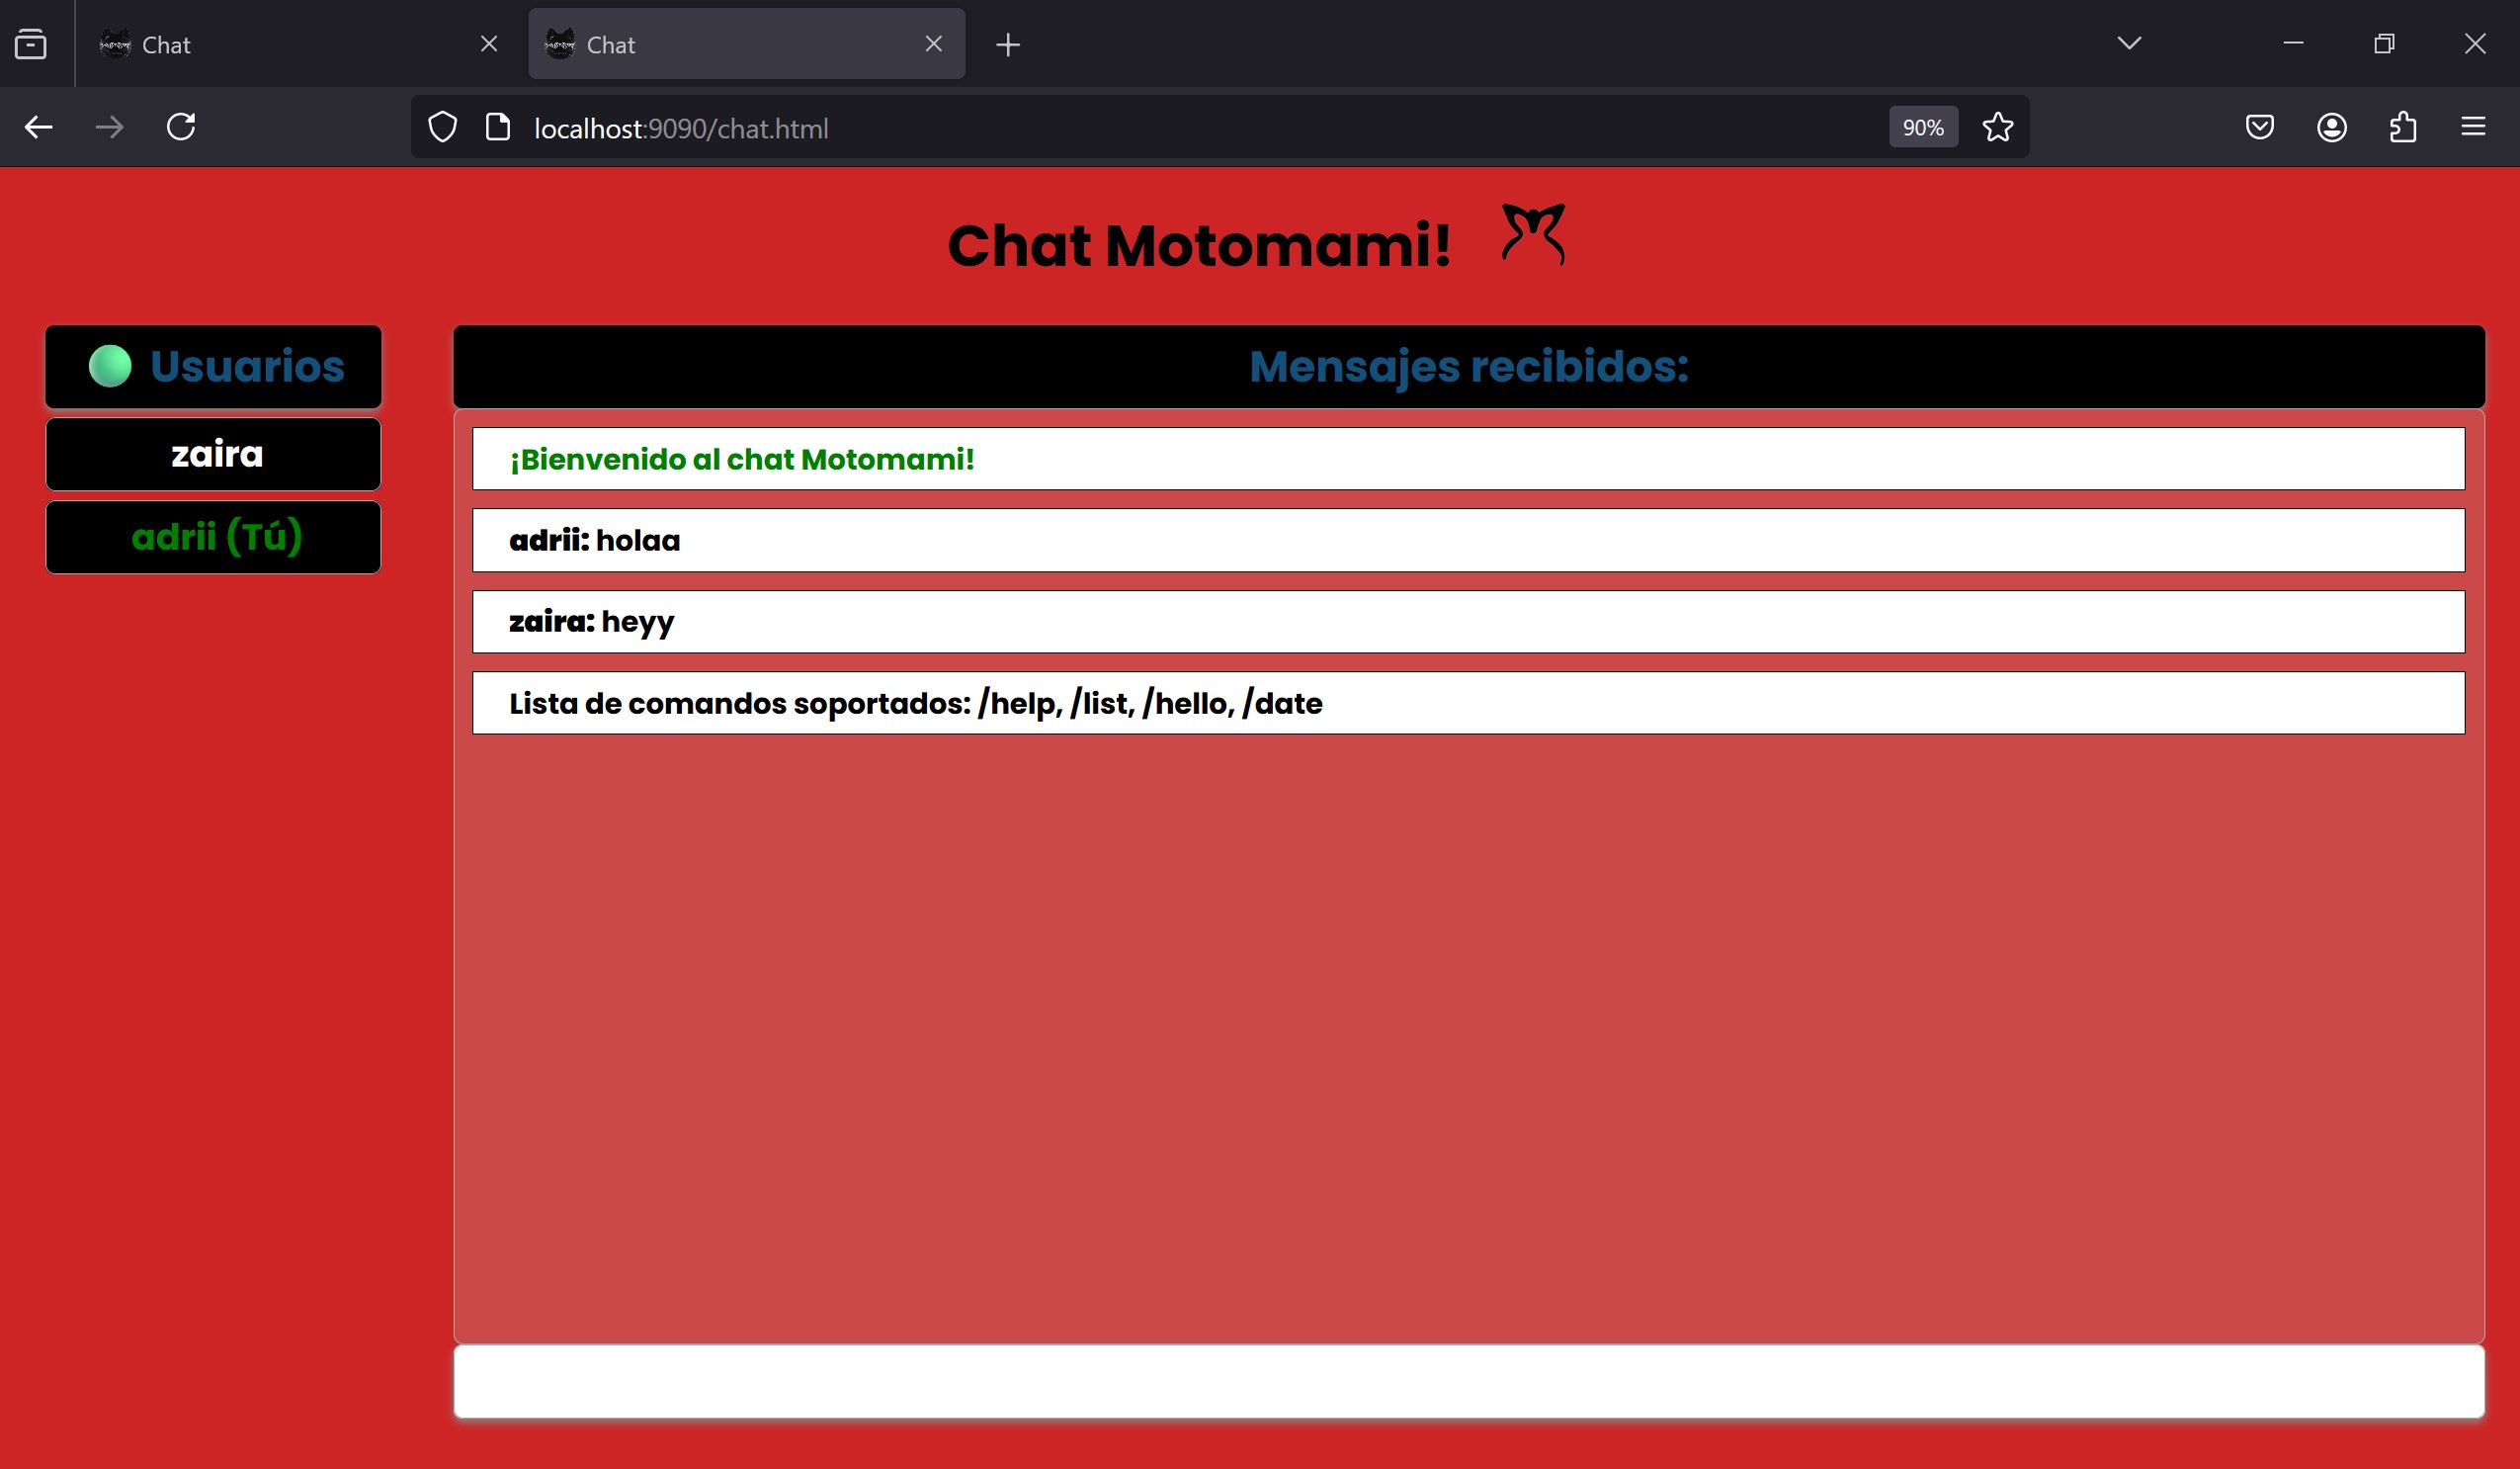 Chat
Chat
localhost:9090/chat.html
90%
Chat Motomami!
Usuarios
zaira
adrii (Tú)
Mensajes recibidos:
¡Bienvenido al chat Motomami!
adrii: holaa
zaira: heyy
Lista de comandos soportados: /help, /list, /hello, /date